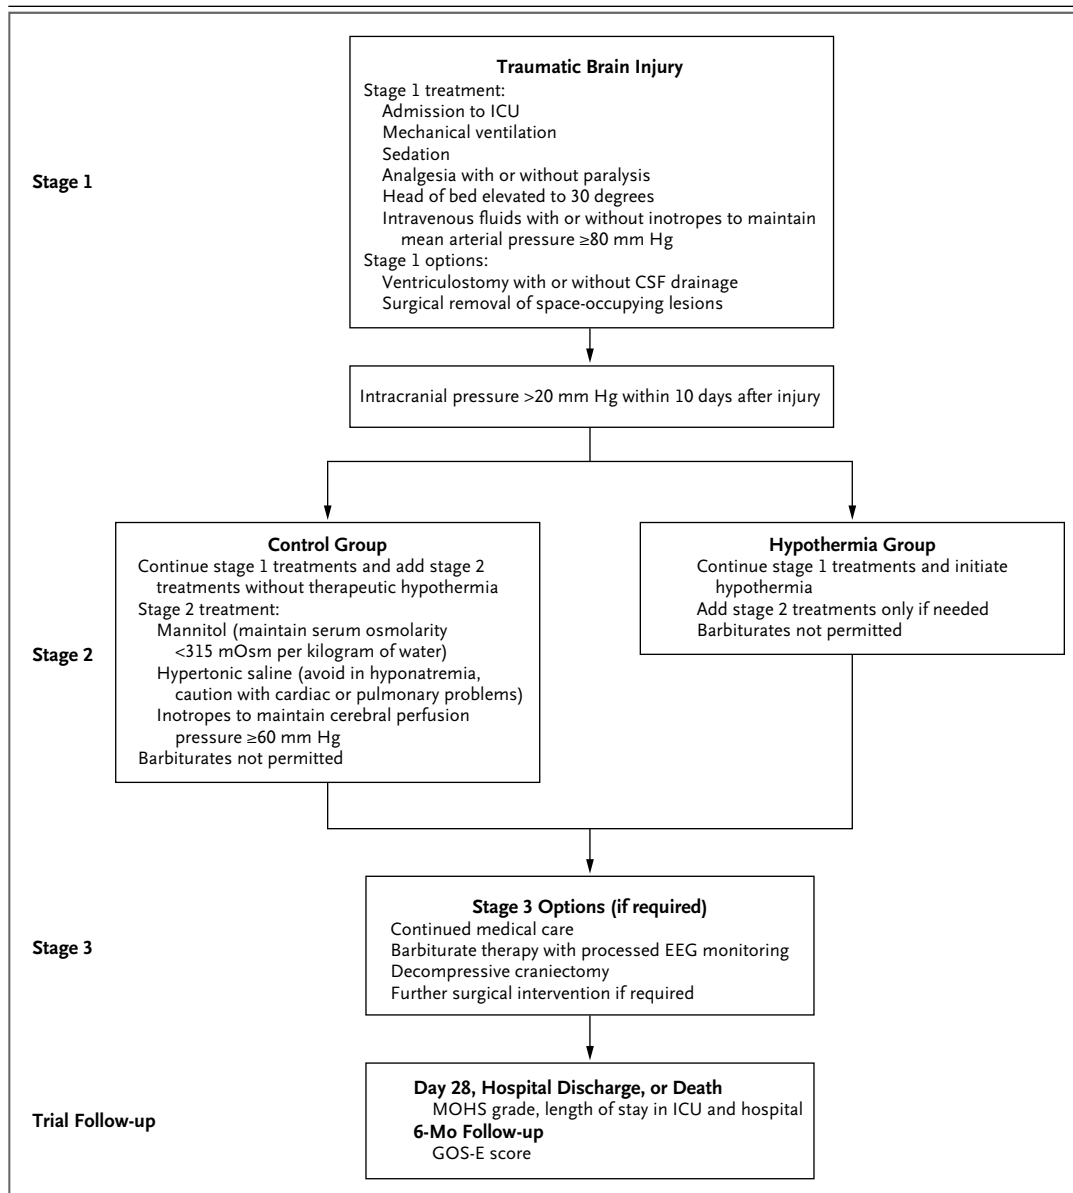 Traumatic Brain Injury
Stage 1 treatment:
Admission to ICU
Mechanical ventilation
Sedation
Analgesia with or without paralysis
Head of bed elevated to 30 degrees
Intravenous fluids with or without inotropes to maintain
mean arterial pressure ≥80 mm Hg
Stage 1 options:
Ventriculostomy with or without CSF drainage
Surgical removal of space-occupying lesions
Stage 1
Intracranial pressure >20 mm Hg within 10 days after injury
Control Group
Continue stage 1 treatments and add stage 2
treatments without therapeutic hypothermia
Stage 2 treatment:
Mannitol (maintain serum osmolarity
<315 mOsm per kilogram of water)
Hypertonic saline (avoid in hyponatremia,
caution with cardiac or pulmonary problems)
Inotropes to maintain cerebral perfusion
pressure ≥60 mm Hg
Barbiturates not permitted
Hypothermia Group
Continue stage 1 treatments and initiate
hypothermia
Add stage 2 treatments only if needed
Barbiturates not permitted
Stage 2
Stage 3 Options (if required)
Continued medical care
Barbiturate therapy with processed EEG monitoring
Decompressive craniectomy
Further surgical intervention if required
Stage 3
Day 28, Hospital Discharge, or Death
MOHS grade, length of stay in ICU and hospital
6-Mo Follow-up
GOS-E score
Trial Follow-up